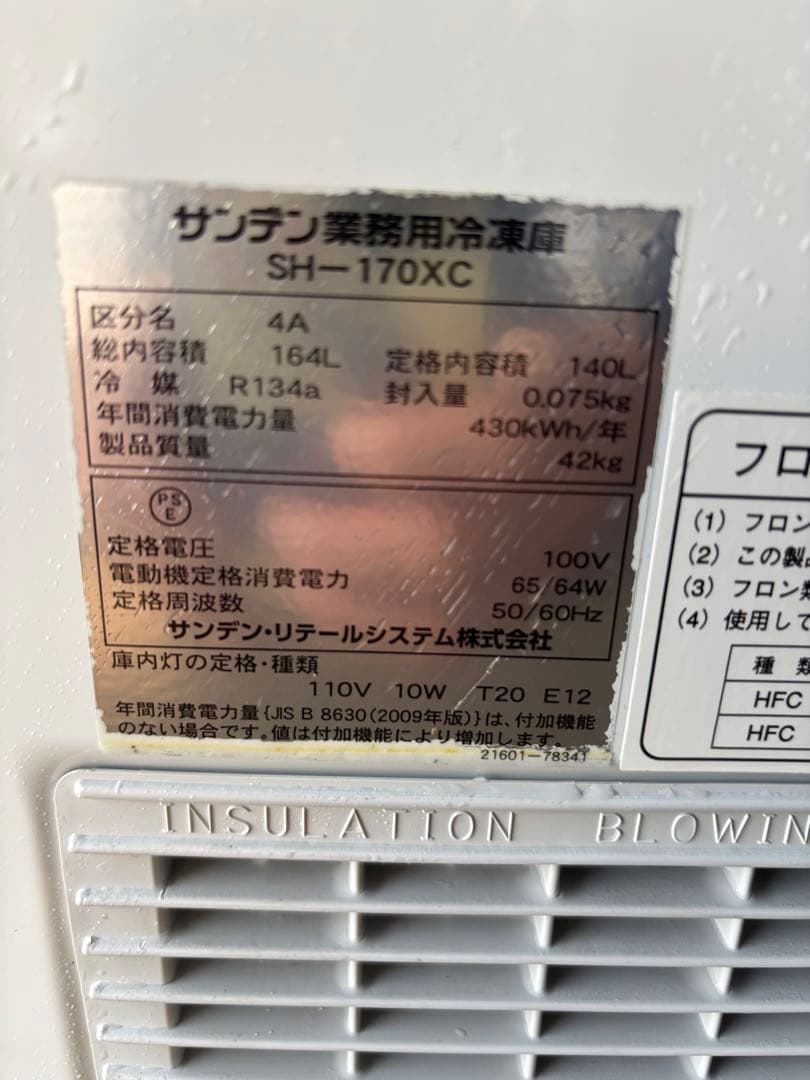 サンデン業務用冷凍庫
SH－170XC
区分名 4A
総内容積 164L 定格内容積 140L
冷 媒 R134a 封入量 0.075kg
年間消費電力量 430kWh/年
製品質量 42kg
PS
E
定格電圧 100V
電動機定格消費電力 65/64W
定格周波数 50/60Hz
サンデン・リテールシステム株式会社
庫内灯の定格・種類
110V 10W T20 E12
年間消費電力量{JIS B 8630(2009年版)}は、付加機能
のない場合です。値は付加機能により増加します。
21601－78341
フロ
(1) フロン
(2) この製品
(3) フロン類
(4) 使用して
種 類
HFC
HFC
INSULATION BLOWIN